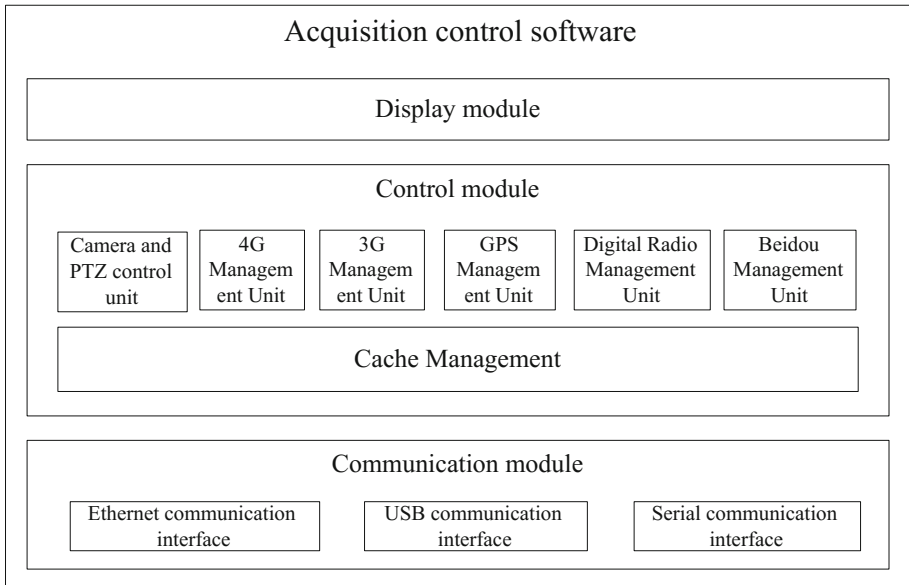 Acquisition control software
Display module
Control module
Camera and
PTZ control
unit
4G
Managem
ent Unit
3G
Managem
ent Unit
GPS
Managem
ent Unit
Digital Radio
Management
Unit
Beidou
Management
Unit
Cache Management
Communication module
Ethernet communication
interface
USB communication
interface
Serial communication
interface